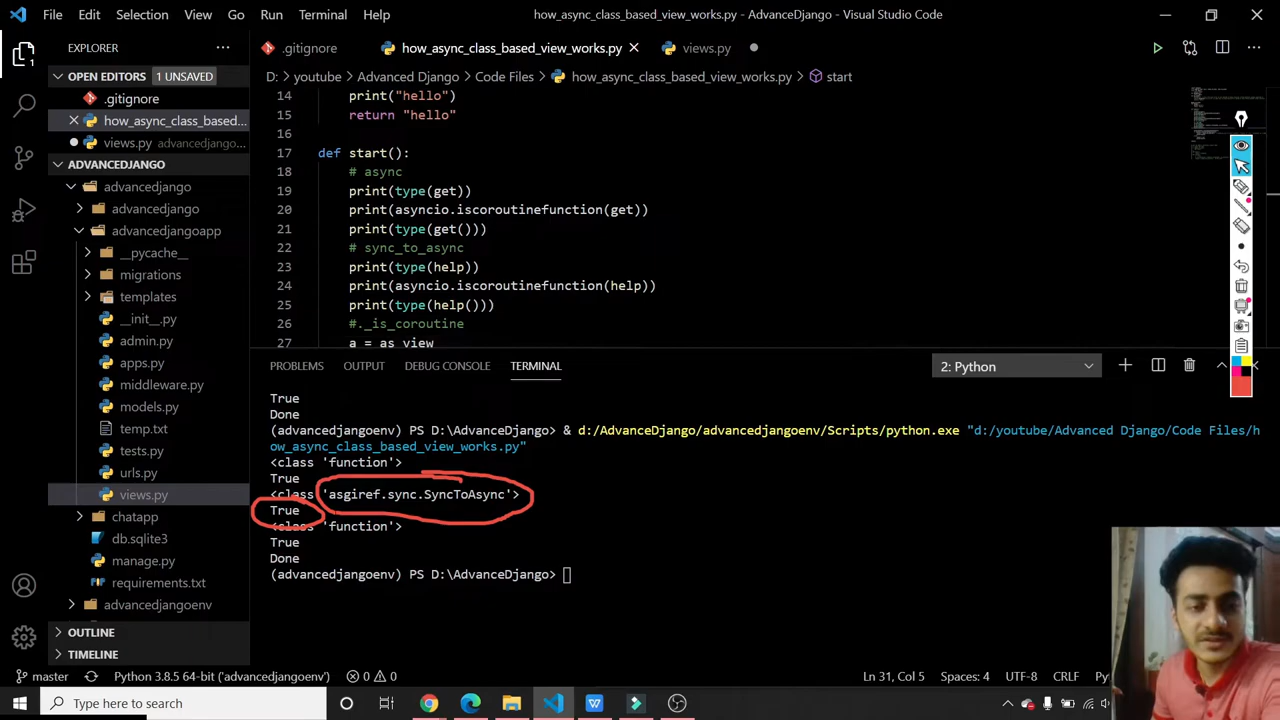 File Edit Selection View Go Run Terminal Help
how_async_class_based_view_works.py - AdvanceDjango - Visual Studio Code
EXPLORER
.gitignore how_async_class_based_view_works.py views.py
OPEN EDITORS 1 UNSAVED
.gitignore
how_async_class_based...
views.py advancedjango...
ADVANCEDJANGO
advancedjango
advancedjango
advancedjangoapp
__pycache__
migrations
templates
__init__.py
admin.py
apps.py
middleware.py
models.py
temp.txt
tests.py
urls.py
views.py
chatapp
db.sqlite3
manage.py
requirements.txt
advancedjangoenv
OUTLINE
TIMELINE
1
D: > youtube > Advanced Django > Code Files > how_async_class_based_view_works.py > start
14 print("hello")
15 return "hello"
16
17 def start():
18 # async
19 print(type(get))
20 print(asyncio.iscoroutinefunction(get))
21 print(type(get()))
22 # sync_to_async
23 print(type(help))
24 print(asyncio.iscoroutinefunction(help))
25 print(type(help()))
26 #._is_coroutine
27 a = as view
PROBLEMS OUTPUT DEBUG CONSOLE TERMINAL 2: Python
True
Done
(advancedjangoenv) PS D:\AdvanceDjango> & d:/AdvanceDjango/advancedjangoenv/Scripts/python.exe "d:/youtube/Advanced Django/Code Files/h
ow_async_class_based_view_works.py"
<class 'function'>
True
<class 'asgiref.sync.SyncToAsync'>
True
<class 'function'>
True
Done
(advancedjangoenv) PS D:\AdvanceDjango>
master Python 3.8.5 64-bit ('advancedjangoenv') 0 0 Ln 31, Col 5 Spaces: 4 UTF-8 CRLF Py
Type here to search